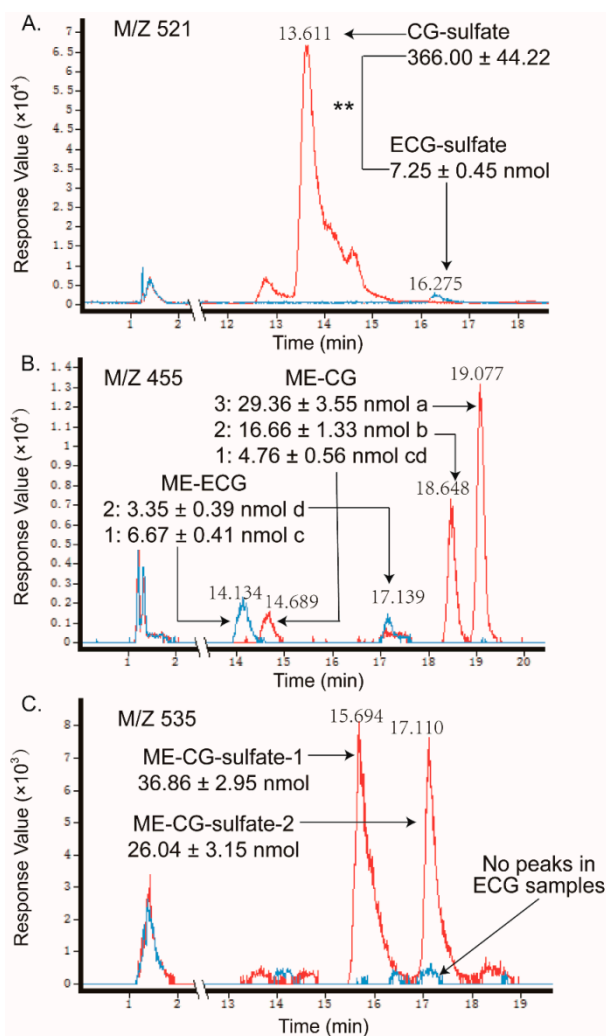 A.
M/Z 521
13.611
CG-sulfate
366.00 ± 44.22
**
ECG-sulfate
7.25 ± 0.45 nmol
16.275
Response Value (×10⁴)
7
6.5
6
5.5
5
4.5
4
3.5
3
2.5
2
1.5
1
0.5
0
1 2 12 13 14 15 16 17 18
Time (min)
B.
M/Z 455
ME-CG
3: 29.36 ± 3.55 nmol a
2: 16.66 ± 1.33 nmol b
1: 4.76 ± 0.56 nmol cd
19.077
18.648
ME-ECG
2: 3.35 ± 0.39 nmol d
1: 6.67 ± 0.41 nmol c
14.134
14.689
17.139
Response Value (×10⁴)
1.4
1.3
1.2
1.1
1
0.9
0.8
0.7
0.6
0.5
0.4
0.3
0.2
0.1
0
1 2 14 15 16 17 18 19 20
Time (min)
C.
M/Z 535
15.694
17.110
ME-CG-sulfate-1
36.86 ± 2.95 nmol
ME-CG-sulfate-2
26.04 ± 3.15 nmol
No peaks in
ECG samples
Response Value (×10³)
8
7
6
5
4
3
2
1
0
1 2 13 14 15 16 17 18 19
Time (min)